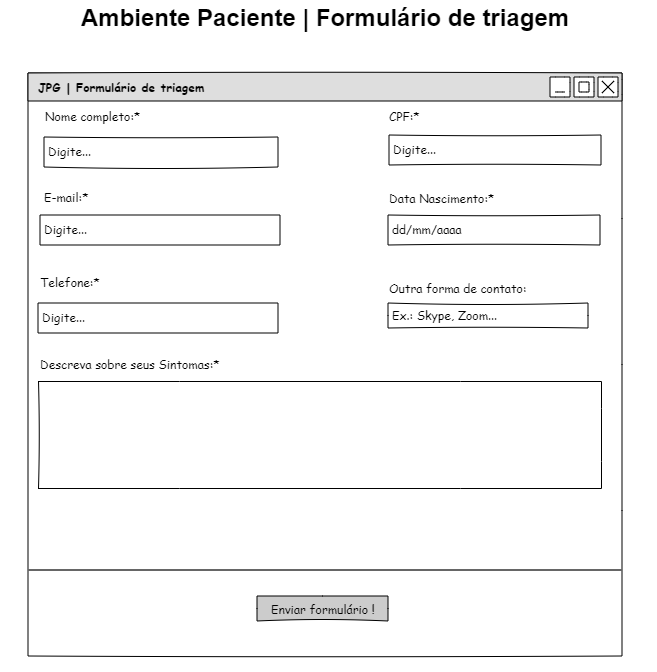 Ambiente Paciente | Formulário de triagem
JPG | Formulário de triagem
Nome completo:*
CPF:*
Digite...
Digite...
E-mail:*
Data Nascimento:*
Digite...
dd/mm/aaaa
Telefone:*
Outra forma de contato:
Digite...
Ex.: Skype, Zoom...
Descreva sobre seus Sintomas:*
Enviar formulário !